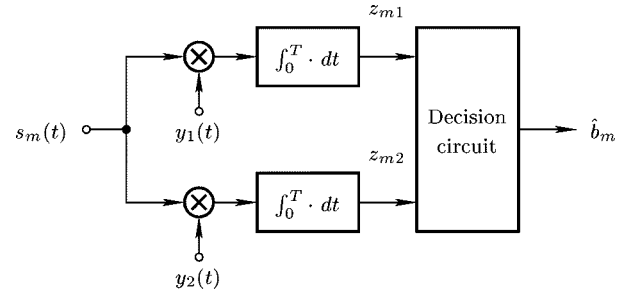 z_{m1}
∫_0^T · dt
s_m(t)
y_1(t)
Decision
circuit
b̂_m
z_{m2}
∫_0^T · dt
y_2(t)